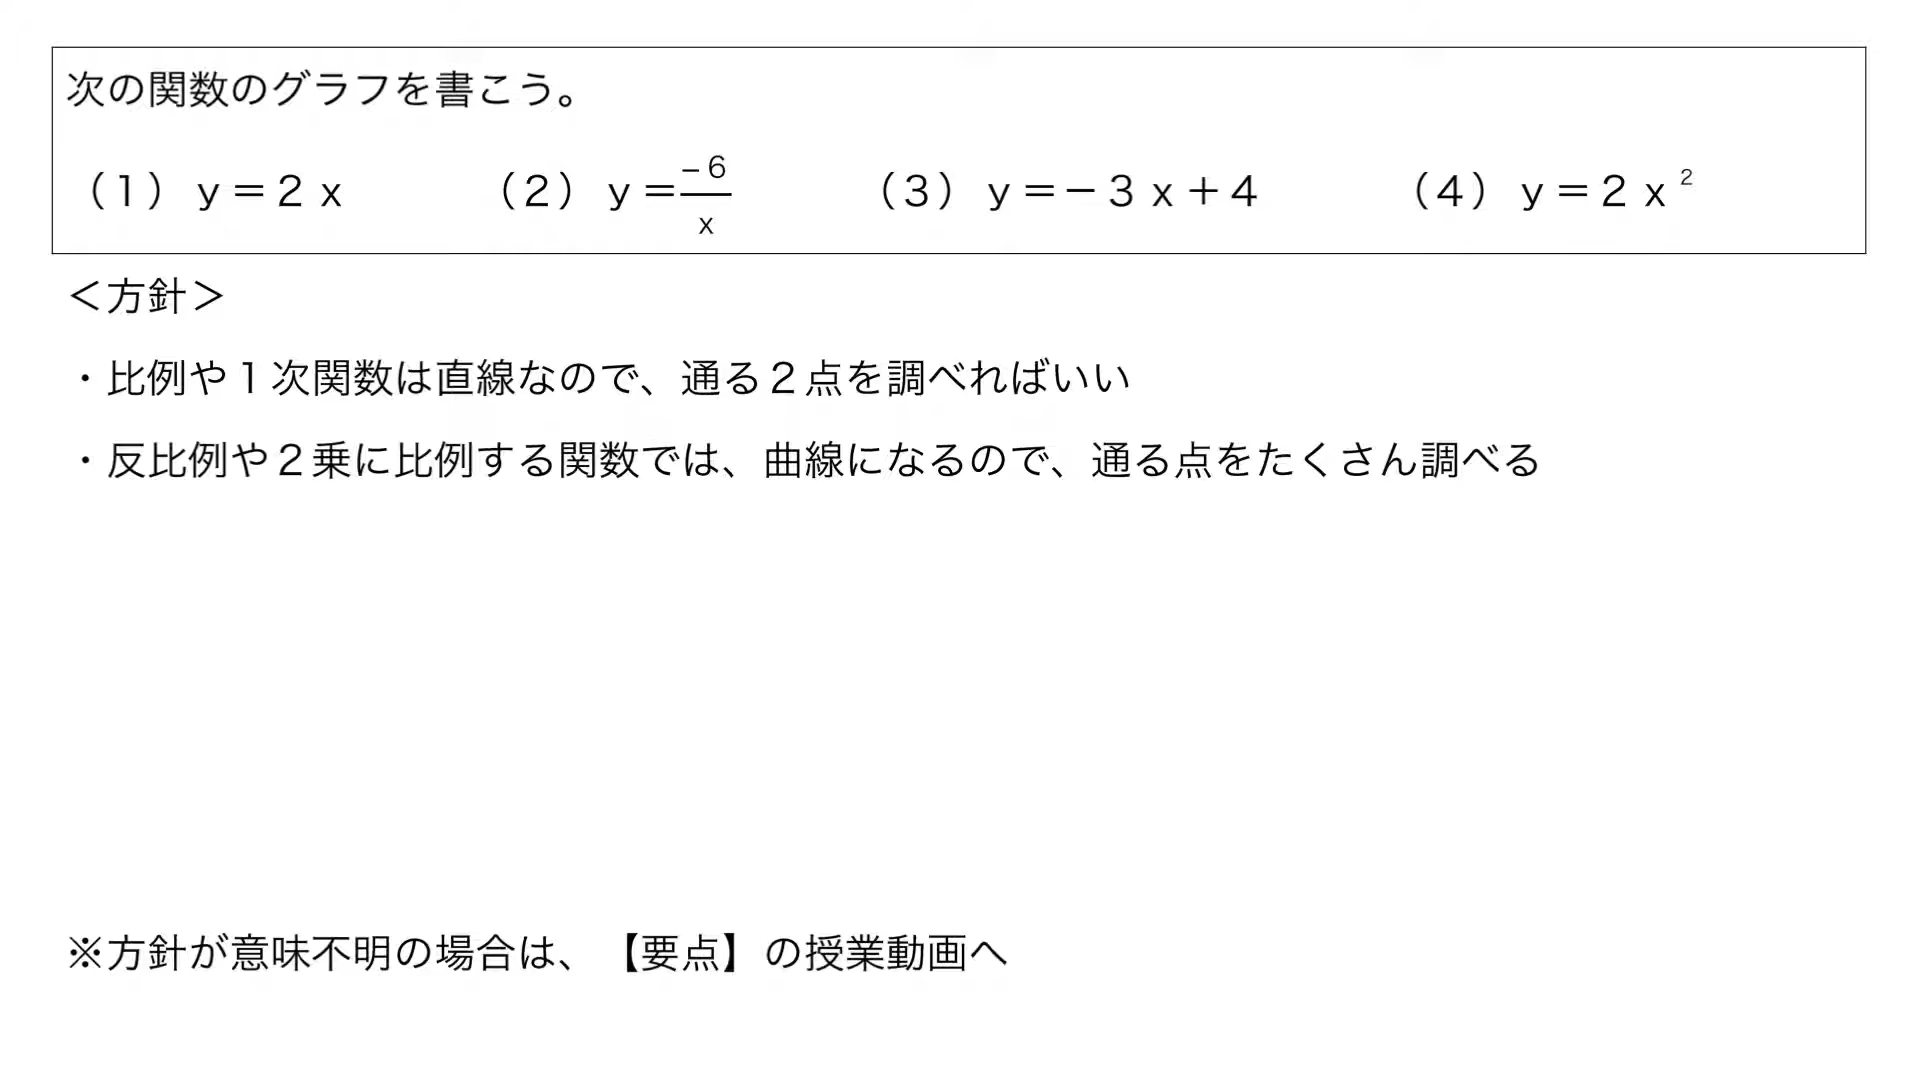 次の関数のグラフを書こう。
（１）ｙ＝２ｘ　　　（２）ｙ＝−6/x　　　（３）ｙ＝−３ｘ＋４　　　（４）ｙ＝２ｘ²
＜方針＞
・比例や１次関数は直線なので、通る２点を調べればいい
・反比例や２乗に比例する関数では、曲線になるので、通る点をたくさん調べる
※方針が意味不明の場合は、【要点】の授業動画へ